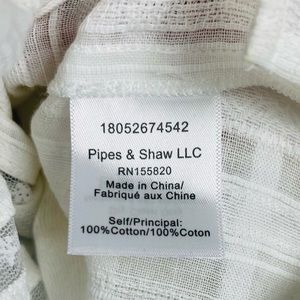 18052674542
Pipes & Shaw LLC
RN155820
Made in China/
Fabriqué aux Chine
Self/Principal:
100%Cotton/100%Coton